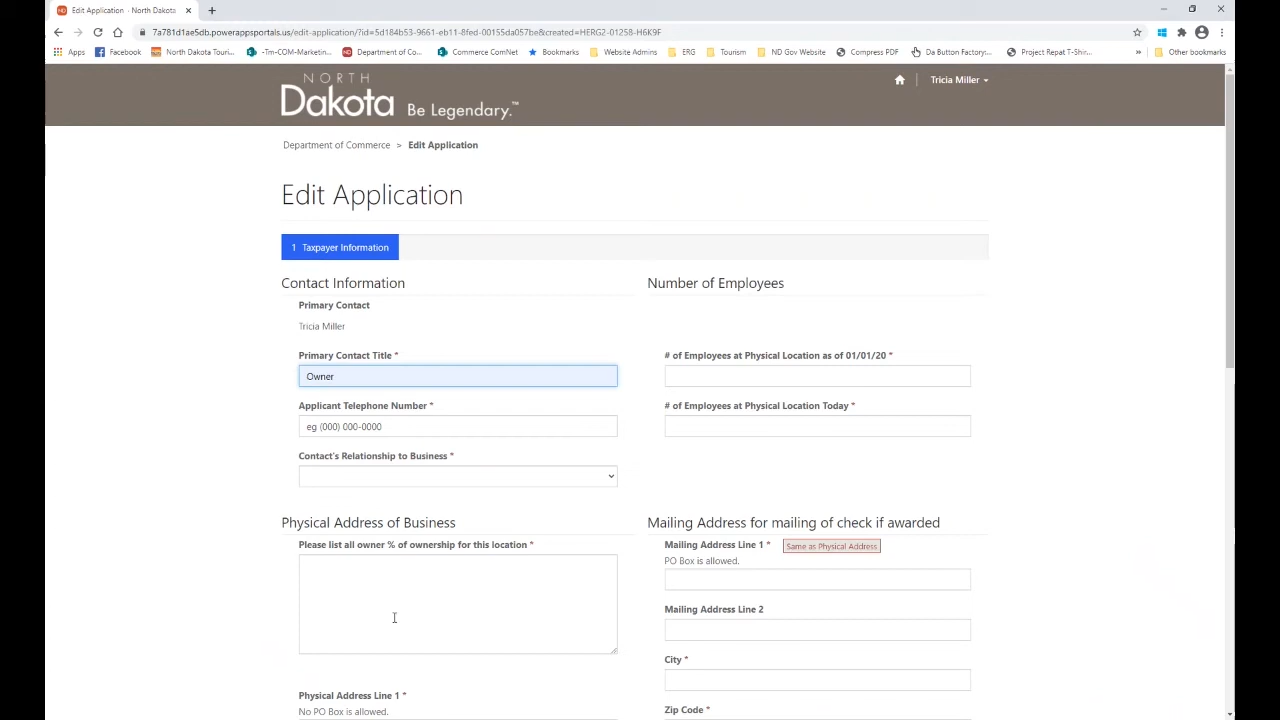 Edit Application · North Dakota
7a781d1ae5db.powerappsportals.us/edit-application/?id=5d184b53-9661-eb11-8fed-00155da057be&created=HERG2-01258-H6K9F
Apps Facebook North Dakota Touri... -Tm-COM-Marketin... Department of Co... Commerce ComNet Bookmarks Website Admins ERG Tourism ND Gov Website Compress PDF Da Button Factory:... Project Repat T-Shir... » Other bookmarks
NORTH
Dakota Be Legendary.™
Tricia Miller
Department of Commerce > Edit Application
Edit Application
1 Taxpayer Information
Contact Information
Primary Contact
Tricia Miller
Primary Contact Title *
Owner
Applicant Telephone Number *
eg (000) 000-0000
Contact's Relationship to Business *
Number of Employees
# of Employees at Physical Location as of 01/01/20 *
# of Employees at Physical Location Today *
Physical Address of Business
Please list all owner % of ownership for this location *
Physical Address Line 1 *
No PO Box is allowed.
Mailing Address for mailing of check if awarded
Mailing Address Line 1 * Same as Physical Address
PO Box is allowed.
Mailing Address Line 2
City *
Zip Code *